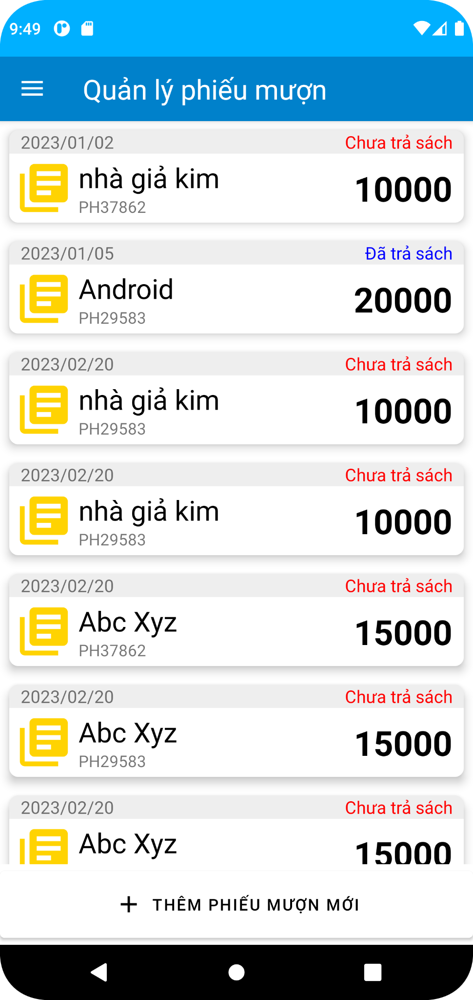 9:49
Quản lý phiếu mượn
2023/01/02 Chưa trả sách
nhà giả kim 10000
PH37862
2023/01/05 Đã trả sách
Android 20000
PH29583
2023/02/20 Chưa trả sách
nhà giả kim 10000
PH29583
2023/02/20 Chưa trả sách
nhà giả kim 10000
PH29583
2023/02/20 Chưa trả sách
Abc Xyz 15000
PH37862
2023/02/20 Chưa trả sách
Abc Xyz 15000
PH29583
2023/02/20 Chưa trả sách
Abc Xyz 15000
THÊM PHIẾU MƯỢN MỚI